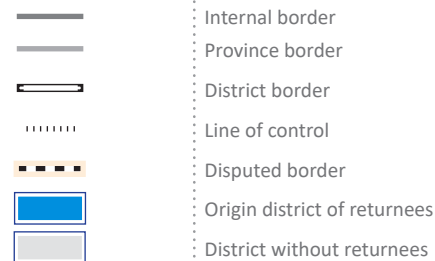 Internal border
Province border
District border
Line of control
Disputed border
Origin district of returnees
District without returnees